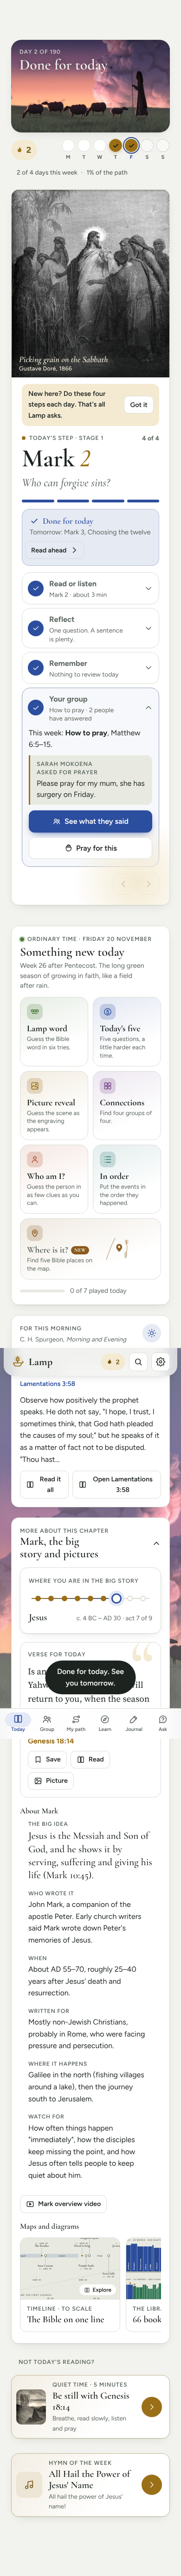 DAY 2 OF 190
Done for today
2
M T W T F S S
2 of 4 days this week · 1% of the path
Picking grain on the Sabbath
Gustave Doré, 1866
New here? Do these four
steps each day. That's all
Lamp asks.
Got it
TODAY'S STEP · STAGE 1
4 of 4
Mark 2
Who can forgive sins?
Done for today
Tomorrow: Mark 3, Choosing the twelve
Read ahead
Read or listen
Mark 2 · about 3 min
Reflect
One question. A sentence
is plenty.
Remember
Nothing to review today
Your group
How to pray · 2 people
have answered
This week: How to pray, Matthew
6:5–15.
SARAH MOKOENA
ASKED FOR PRAYER
Please pray for my mum, she has
surgery on Friday.
See what they said
Pray for this
ORDINARY TIME · FRIDAY 20 NOVEMBER
Something new today
Week 26 after Pentecost. The long green
season of growing in faith, like a field
after rain.
Lamp word
Guess the Bible
word in six tries.
Today's five
Five questions, a
little harder each
time.
Picture reveal
Guess the scene as
the engraving
appears.
Connections
Find four groups of
four.
Who am I?
Guess the person in
as few clues as you
can.
In order
Put the events in
the order they
happened.
Where is it? NEW
Find five Bible places on
the map.
0 of 7 played today
FOR THIS MORNING
C. H. Spurgeon, Morning and Evening
Lamp
2
Lamentations 3:58
Observe how positively the prophet
speaks. He doth not say, "I hope, I trust, I
sometimes think, that God hath pleaded
the causes of my soul;" but he speaks of it
as a matter of fact not to be disputed.
"Thou hast…
Read it
all
Open Lamentations
3:58
MORE ABOUT THIS CHAPTER
Mark, the big
story and pictures
WHERE YOU ARE IN THE BIG STORY
Jesus
c. 4 BC – AD 30 · act 7 of 9
VERSE FOR TODAY
Is an
Yahw
ill
return to you, when the season
Done for today. See
you tomorrow.
Today
Group
My path
Learn
Journal
Ask
Genesis 18:14
Save
Read
Picture
About Mark
THE BIG IDEA
Jesus is the Messiah and Son of
God, and he shows it by
serving, suffering and giving his
life (Mark 10:45).
WHO WROTE IT
John Mark, a companion of the
apostle Peter. Early church writers
said Mark wrote down Peter's
memories of Jesus.
WHEN
About AD 55–70, roughly 25–40
years after Jesus' death and
resurrection.
WRITTEN FOR
Mostly non-Jewish Christians,
probably in Rome, who were facing
pressure and persecution.
WHERE IT HAPPENS
Galilee in the north (fishing villages
around a lake), then the journey
south to Jerusalem.
WATCH FOR
How often things happen
"immediately", how the disciples
keep missing the point, and how
Jesus often tells people to keep
quiet about him.
Mark overview video
Maps and diagrams
Explore
TIMELINE · TO SCALE
The Bible on one line
THE LIBR
66 book
NOT TODAY'S READING?
QUIET TIME · 5 MINUTES
Be still with Genesis
18:14
Breathe, read slowly, listen
and pray
HYMN OF THE WEEK
All Hail the Power of
Jesus' Name
All hail the power of Jesus'
name!